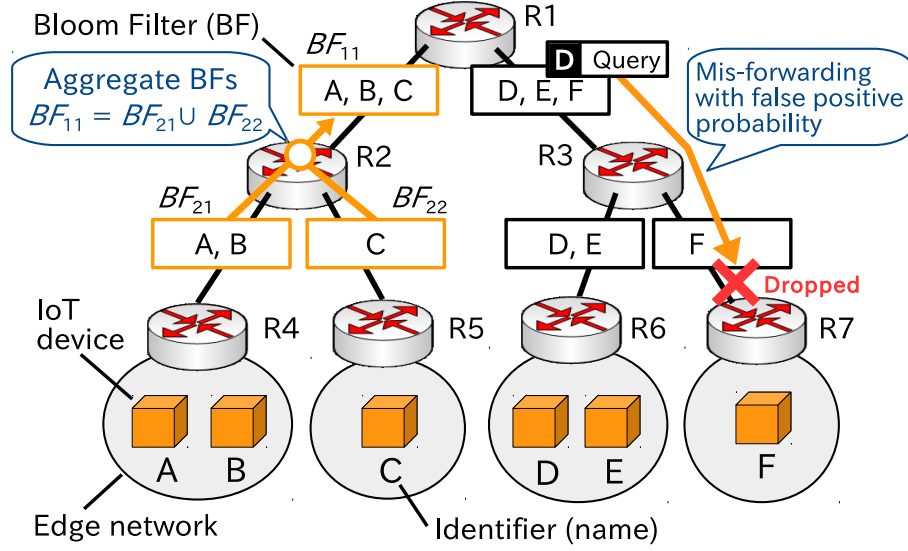 Bloom Filter (BF)
R1
BF11
D Query
Aggregate BFs
BF11 = BF21∪ BF22
A, B, C
D, E, F
Mis-forwarding
with false positive
probability
R2
R3
BF21
BF22
A, B
C
D, E
F
Dropped
IoT
device
R4
R5
R6
R7
A
B
C
D
E
F
Edge network
Identifier (name)